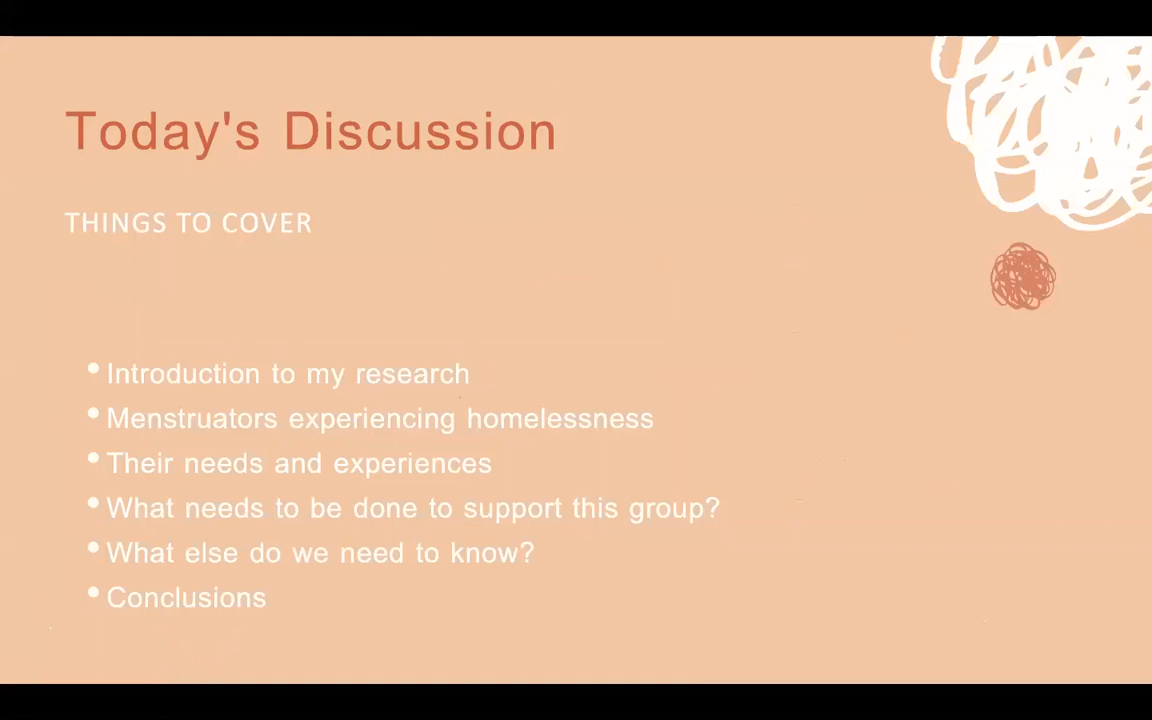 Today's Discussion
THINGS TO COVER
• Introduction to my research
• Menstruators experiencing homelessness
• Their needs and experiences
• What needs to be done to support this group?
• What else do we need to know?
• Conclusions